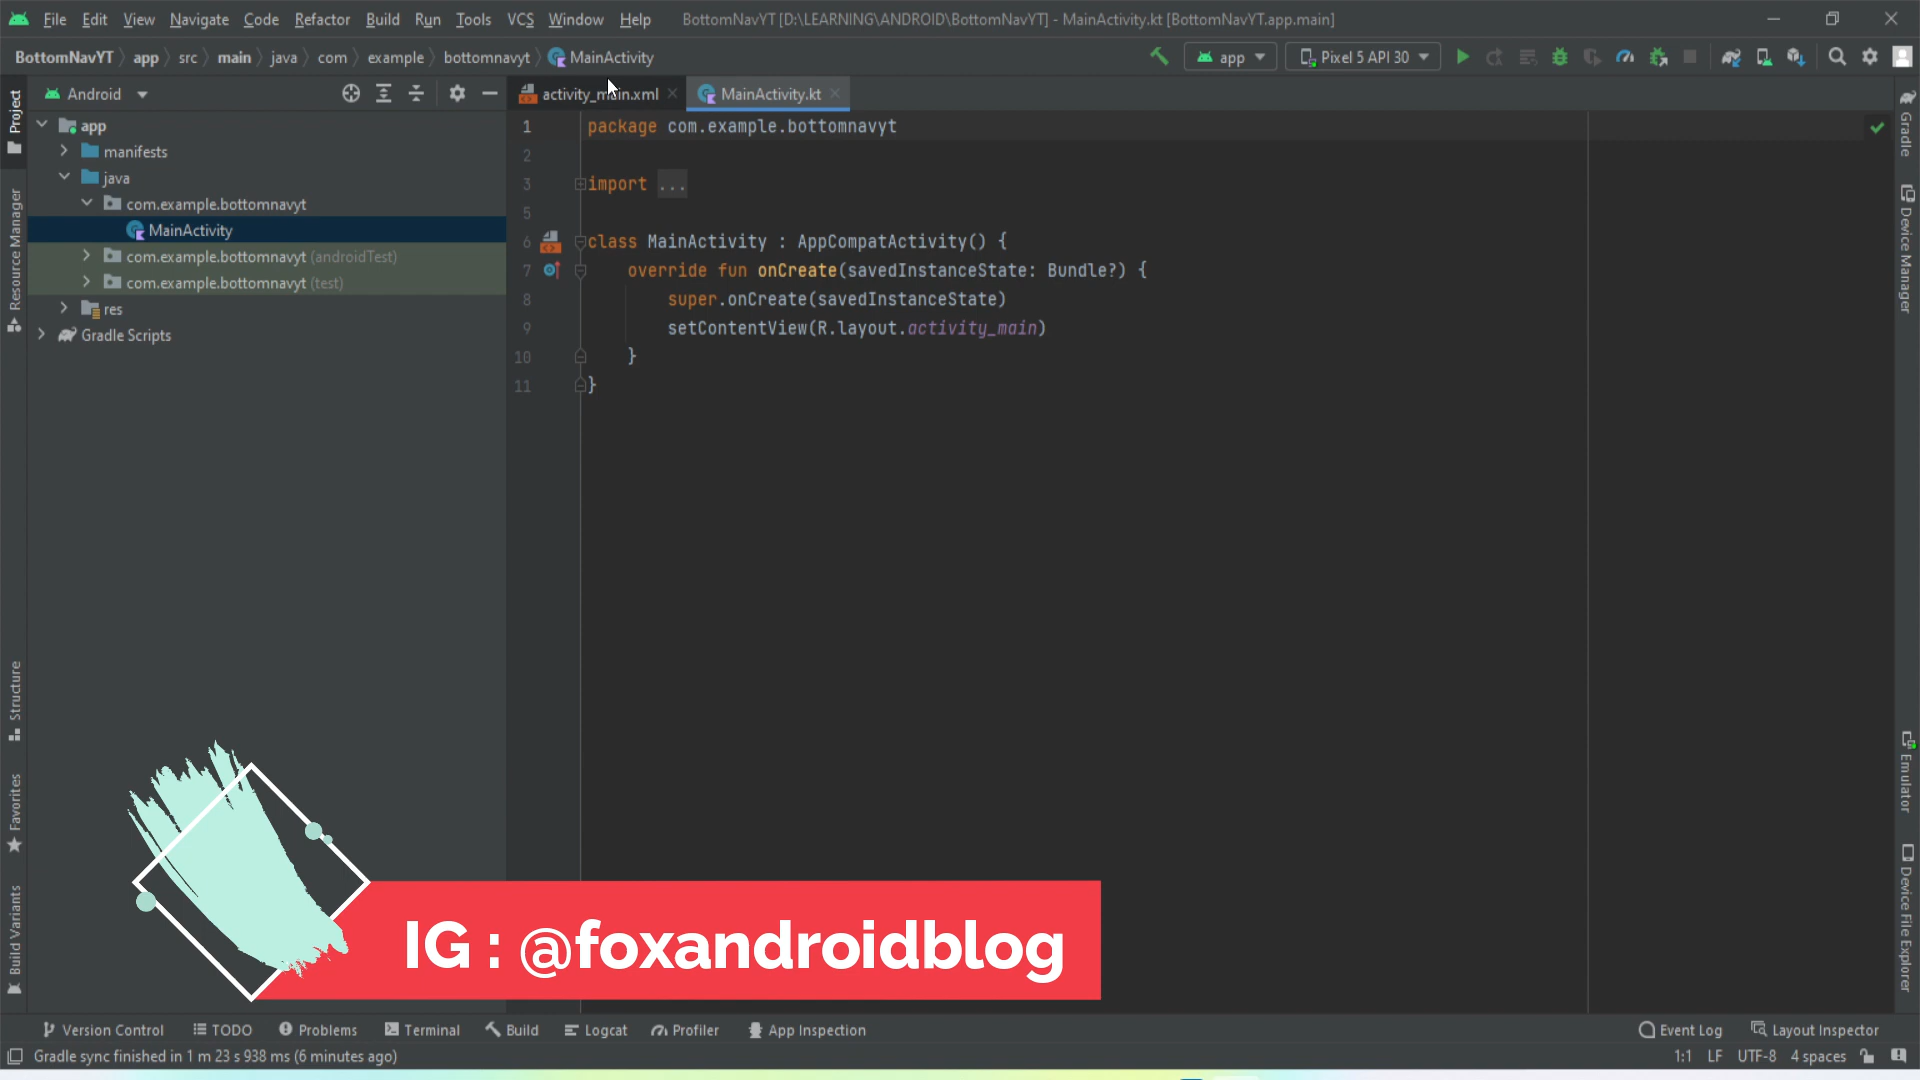 File Edit View Navigate Code Refactor Build Run Tools VCS Window Help BottomNavYT [D:\LEARNING\ANDROID\BottomNavYT] - MainActivity.kt [BottomNavYT.app.main]
BottomNavYT app src main java com example bottomnavyt MainActivity app Pixel 5 API 30
Android activity_main.xml MainActivity.kt
Project
Resource Manager
Structure
Favorites
Build Variants
app
manifests
java
com.example.bottomnavyt
MainActivity
com.example.bottomnavyt (androidTest)
com.example.bottomnavyt (test)
res
Gradle Scripts
1 package com.example.bottomnavyt
2
3 import ...
5
6 class MainActivity : AppCompatActivity() {
7 override fun onCreate(savedInstanceState: Bundle?) {
8 super.onCreate(savedInstanceState)
9 setContentView(R.layout.activity_main)
10 }
11 }
Gradle
Device Manager
Emulator
Device File Explorer
IG : @foxandroidblog
Version Control TODO Problems Terminal Build Logcat Profiler App Inspection Event Log Layout Inspector
Gradle sync finished in 1 m 23 s 938 ms (6 minutes ago) 1:1 LF UTF-8 4 spaces